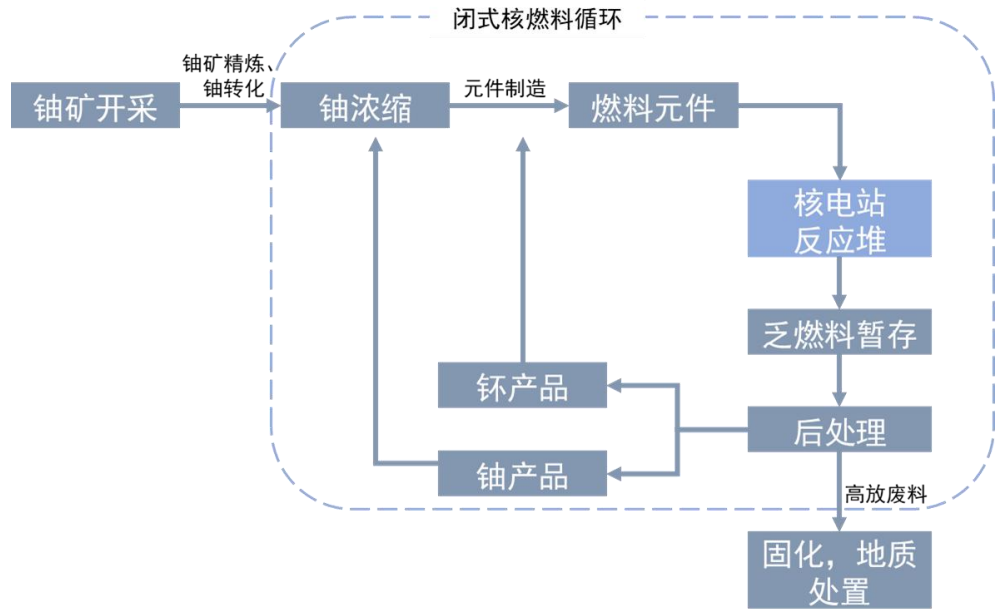 闭式核燃料循环
铀矿精炼、
铀转化
元件制造
铀矿开采
铀浓缩
燃料元件
核电站
反应堆
乏燃料暂存
钚产品
后处理
铀产品
高放废料
固化，地质
处置